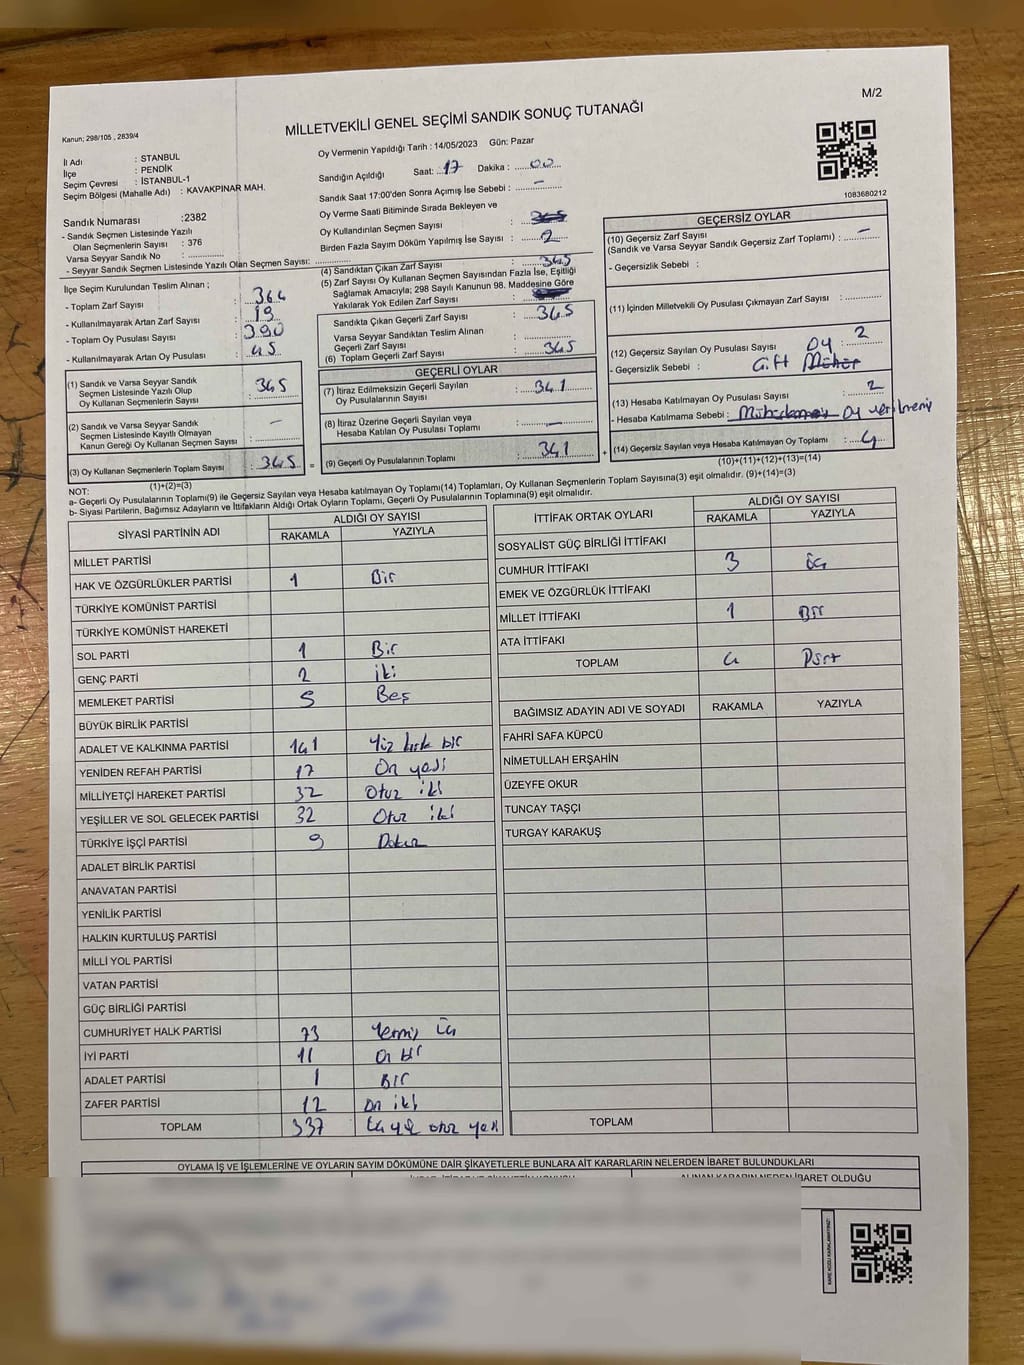 M/2
Kanun; 298/105 , 2839/4
MİLLETVEKİLİ GENEL SEÇİMİ SANDIK SONUÇ TUTANAĞI
İl Adı : STANBUL
İlçe : PENDİK
Seçim Çevresi : İSTANBUL-1
Seçim Bölgesi (Mahalle Adı) : KAVAKPINAR MAH.
Sandık Numarası :2382
- Sandık Seçmen Listesinde Yazılı
Olan Seçmenlerin Sayısı : 376
Varsa Seyyar Sandık No :
- Seyyar Sandık Seçmen Listesinde Yazılı Olan Seçmen Sayısı:
Oy Vermenin Yapıldığı Tarih : 14/05/2023 Gün: Pazar
Sandığın Açıldığı Saat: 17 Dakika : 00
Sandık Saat 17:00'den Sonra Açımış İse Sebebi : -
Oy Verme Saati Bitiminde Sırada Bekleyen ve
Oy Kullandırılan Seçmen Sayısı : 365
Birden Fazla Sayım Döküm Yapılmış İse Sayısı : 2
1083680212
İlçe Seçim Kurulundan Teslim Alınan ;
- Toplam Zarf Sayısı : 364
- Kullanılmayarak Artan Zarf Sayısı : 19
- Toplam Oy Pusulası Sayısı : 390
- Kullanılmayarak Artan Oy Pusulası : 45
(4) Sandıktan Çıkan Zarf Sayısı : 345
(5) Zarf Sayısı Oy Kullanan Seçmen Sayısından Fazla İse, Eşitliği
Sağlamak Amacıyla; 298 Sayılı Kanunun 98. Maddesine Göre
Yakılarak Yok Edilen Zarf Sayısı :
Sandıkta Çıkan Geçerli Zarf Sayısı : 345
Varsa Seyyar Sandıktan Teslim Alınan
Geçerli Zarf Sayısı :
(6) Toplam Geçerli Zarf Sayısı : 345
GEÇERSİZ OYLAR
(10) Geçersiz Zarf Sayısı
(Sandık ve Varsa Seyyar Sandık Geçersiz Zarf Toplamı) : -
- Geçersizlik Sebebi :
(11) İçinden Milletvekili Oy Pusulası Çıkmayan Zarf Sayısı :
(12) Geçersiz Sayılan Oy Pusulası Sayısı : 2
- Geçersizlik Sebebi : Çift Mühür Oy
(13) Hesaba Katılmayan Oy Pusulası Sayısı : 2
- Hesaba Katılmama Sebebi : Oy verilmemiş
(14) Geçersiz Sayılan veya Hesaba Katılmayan Oy Toplamı : 4
(10)+(11)+(12)+(13)=(14)
(1) Sandık ve Varsa Seyyar Sandık
Seçmen Listesinde Yazılı Olup
Oy Kullanan Seçmenlerin Sayısı : 345
(2) Sandık ve Varsa Seyyar Sandık
Seçmen Listesinde Kayıtlı Olmayan
Kanun Gereği Oy Kullanan Seçmen Sayısı : -
(3) Oy Kullanan Seçmenlerin Toplam Sayısı : 345 =
(1)+(2)=(3)
GEÇERLİ OYLAR
(7) İtiraz Edilmeksizin Geçerli Sayılan
Oy Pusulalarının Sayısı : 341
(8) İtiraz Üzerine Geçerli Sayılan veya
Hesaba Katılan Oy Pusulası Toplamı : -
(9) Geçerli Oy Pusulalarının Toplamı : 341 +
NOT:
a- Geçerli Oy Pusulalarının Toplamı(9) ile Geçersiz Sayılan veya Hesaba katılmayan Oy Toplamı(14) Toplamları, Oy Kullanan Seçmenlerin Toplam Sayısına(3) eşit olmalıdır. (9)+(14)=(3)
b- Siyasi Partilerin, Bağımsız Adayların ve İttifakların Aldığı Ortak Oyların Toplamı, Geçerli Oy Pusulalarının Toplamına(9) eşit olmalıdır.
SİYASİ PARTİNİN ADI ALDIĞI OY SAYISI
RAKAMLA YAZIYLA
MİLLET PARTİSİ
HAK VE ÖZGÜRLÜKLER PARTİSİ 1 Bir
TÜRKİYE KOMÜNİST PARTİSİ
TÜRKİYE KOMÜNİST HAREKETİ
SOL PARTİ 1 Bir
GENÇ PARTİ 2 iki
MEMLEKET PARTİSİ 5 Beş
BÜYÜK BİRLİK PARTİSİ
ADALET VE KALKINMA PARTİSİ 141 Yüz kırk bir
YENİDEN REFAH PARTİSİ 17 On yedi
MİLLİYETÇİ HAREKET PARTİSİ 32 Otuz iki
YEŞİLLER VE SOL GELECEK PARTİSİ 32 Otuz iki
TÜRKİYE İŞÇİ PARTİSİ 9 Dokuz
ADALET BİRLİK PARTİSİ
ANAVATAN PARTİSİ
YENİLİK PARTİSİ
HALKIN KURTULUŞ PARTİSİ
MİLLİ YOL PARTİSİ
VATAN PARTİSİ
GÜÇ BİRLİĞİ PARTİSİ
CUMHURİYET HALK PARTİSİ 73 Yetmiş Üç
İYİ PARTİ 11 On bir
ADALET PARTİSİ 1 BİR
ZAFER PARTİSİ 12 On iki
TOPLAM 337 Üç yüz otuz yedi
İTTİFAK ORTAK OYLARI ALDIĞI OY SAYISI
RAKAMLA YAZIYLA
SOSYALİST GÜÇ BİRLİĞİ İTTİFAKI
CUMHUR İTTİFAKI 3 Üç
EMEK VE ÖZGÜRLÜK İTTİFAKI
MİLLET İTTİFAKI 1 Bir
ATA İTTİFAKI
TOPLAM 4 Dört
BAĞIMSIZ ADAYIN ADI VE SOYADI RAKAMLA YAZIYLA
FAHRİ SAFA KÜPCÜ
NİMETULLAH ERŞAHİN
ÜZEYFE OKUR
TUNCAY TAŞÇI
TURGAY KARAKUŞ
TOPLAM
OYLAMA İŞ VE İŞLEMLERİNE VE OYLARIN SAYIM DÖKÜMÜNE DAİR ŞİKAYETLERLE BUNLARA AİT KARARLARIN NELERDEN İBARET BULUNDUKLARI
ALINAN KARARIN NEDEN İBARET OLDUĞU